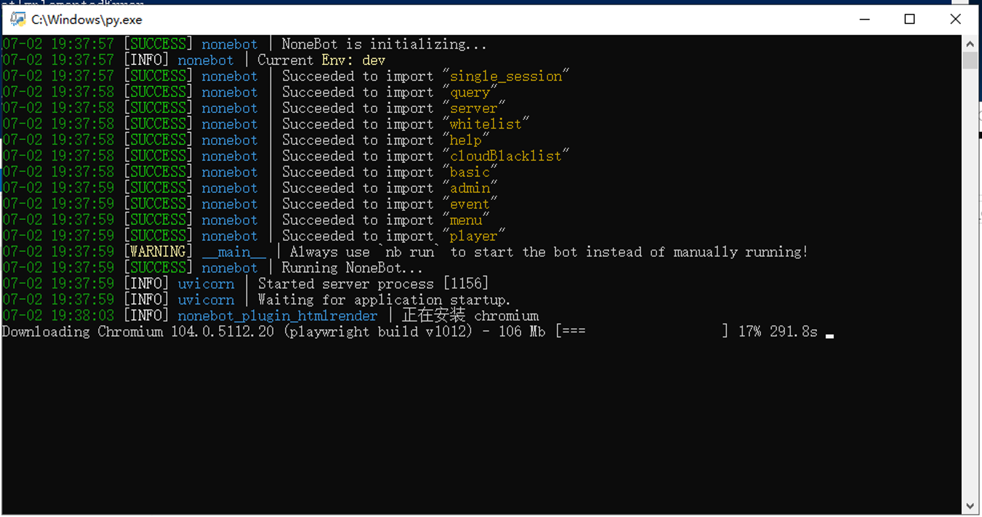 C:\Windows\py.exe
07-02 19:37:57 [SUCCESS] nonebot | NoneBot is initializing...
07-02 19:37:57 [INFO] nonebot | Current Env: dev
07-02 19:37:57 [SUCCESS] nonebot | Succeeded to import "single_session"
07-02 19:37:58 [SUCCESS] nonebot | Succeeded to import "query"
07-02 19:37:58 [SUCCESS] nonebot | Succeeded to import "server"
07-02 19:37:58 [SUCCESS] nonebot | Succeeded to import "whitelist"
07-02 19:37:58 [SUCCESS] nonebot | Succeeded to import "help"
07-02 19:37:58 [SUCCESS] nonebot | Succeeded to import "cloudBlacklist"
07-02 19:37:58 [SUCCESS] nonebot | Succeeded to import "basic"
07-02 19:37:59 [SUCCESS] nonebot | Succeeded to import "admin"
07-02 19:37:59 [SUCCESS] nonebot | Succeeded to import "event"
07-02 19:37:59 [SUCCESS] nonebot | Succeeded to import "menu"
07-02 19:37:59 [SUCCESS] nonebot | Succeeded to import "player"
07-02 19:37:59 [WARNING] __main__ | Always use `nb run` to start the bot instead of manually running!
07-02 19:37:59 [SUCCESS] nonebot | Running NoneBot...
07-02 19:37:59 [INFO] uvicorn | Started server process [1156]
07-02 19:37:59 [INFO] uvicorn | Waiting for application startup.
07-02 19:38:03 [INFO] nonebot_plugin_htmlrender | 正在安装 chromium
Downloading Chromium 104.0.5112.20 (playwright build v1012) - 106 Mb [===                 ] 17% 291.8s